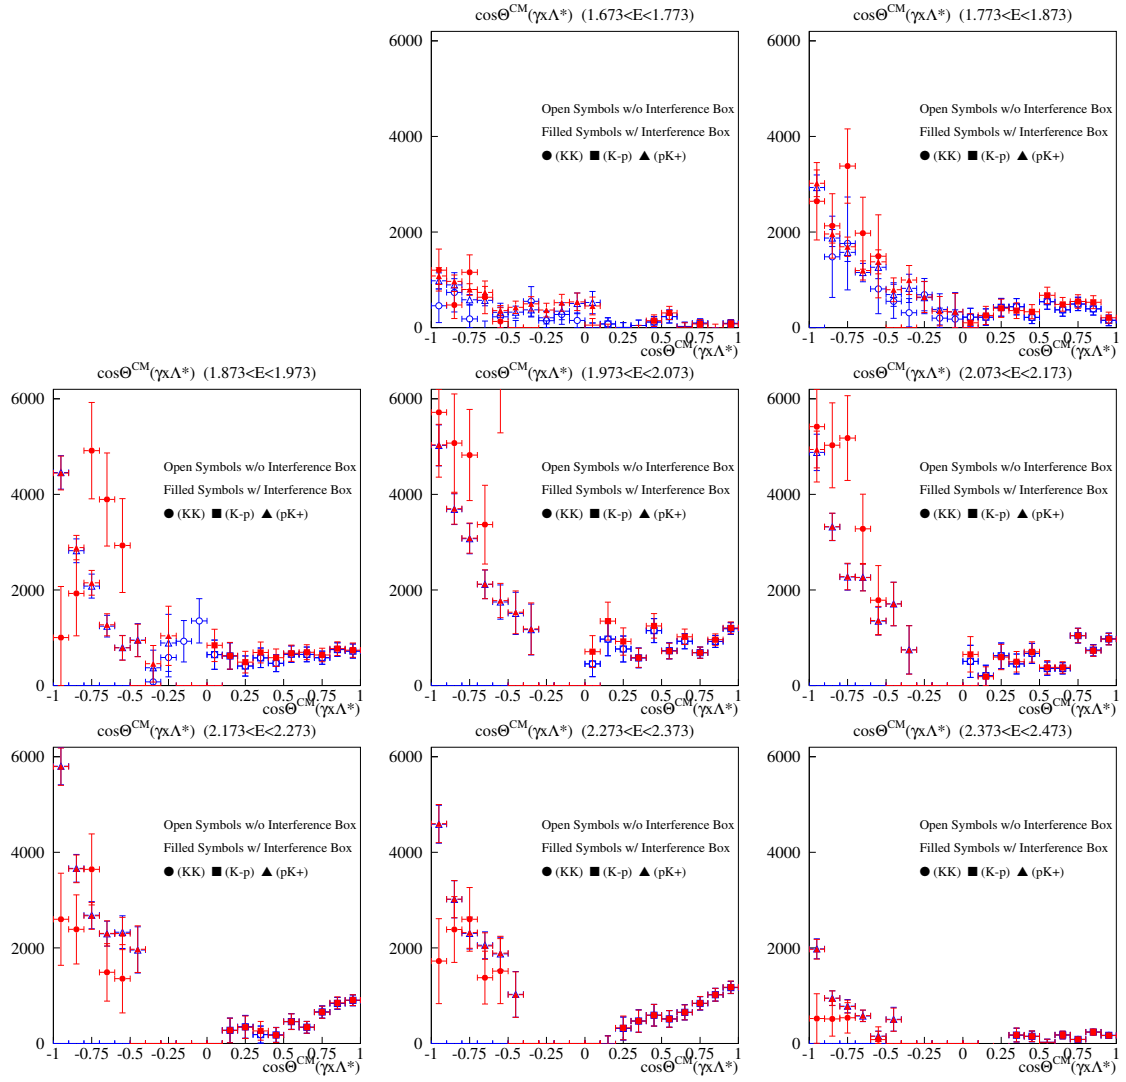 cosΘ^CM(γxΛ*) (1.673<E<1.773)
6000
4000
2000
0
Open Symbols w/o Interference Box
Filled Symbols w/ Interference Box
● (KK) ■ (K-p) ▲ (pK+)
-1 -0.75 -0.5 -0.25 0 0.25 0.5 0.75 1
cosΘ^CM(γxΛ*)
cosΘ^CM(γxΛ*) (1.773<E<1.873)
6000
4000
2000
0
Open Symbols w/o Interference Box
Filled Symbols w/ Interference Box
● (KK) ■ (K-p) ▲ (pK+)
-1 -0.75 -0.5 -0.25 0 0.25 0.5 0.75 1
cosΘ^CM(γxΛ*)
cosΘ^CM(γxΛ*) (1.873<E<1.973)
6000
4000
2000
0
Open Symbols w/o Interference Box
Filled Symbols w/ Interference Box
● (KK) ■ (K-p) ▲ (pK+)
-1 -0.75 -0.5 -0.25 0 0.25 0.5 0.75 1
cosΘ^CM(γxΛ*)
cosΘ^CM(γxΛ*) (1.973<E<2.073)
6000
4000
2000
0
Open Symbols w/o Interference Box
Filled Symbols w/ Interference Box
● (KK) ■ (K-p) ▲ (pK+)
-1 -0.75 -0.5 -0.25 0 0.25 0.5 0.75 1
cosΘ^CM(γxΛ*)
cosΘ^CM(γxΛ*) (2.073<E<2.173)
6000
4000
2000
0
Open Symbols w/o Interference Box
Filled Symbols w/ Interference Box
● (KK) ■ (K-p) ▲ (pK+)
-1 -0.75 -0.5 -0.25 0 0.25 0.5 0.75 1
cosΘ^CM(γxΛ*)
cosΘ^CM(γxΛ*) (2.173<E<2.273)
6000
4000
2000
0
Open Symbols w/o Interference Box
Filled Symbols w/ Interference Box
● (KK) ■ (K-p) ▲ (pK+)
-1 -0.75 -0.5 -0.25 0 0.25 0.5 0.75 1
cosΘ^CM(γxΛ*)
cosΘ^CM(γxΛ*) (2.273<E<2.373)
6000
4000
2000
0
Open Symbols w/o Interference Box
Filled Symbols w/ Interference Box
● (KK) ■ (K-p) ▲ (pK+)
-1 -0.75 -0.5 -0.25 0 0.25 0.5 0.75 1
cosΘ^CM(γxΛ*)
cosΘ^CM(γxΛ*) (2.373<E<2.473)
6000
4000
2000
0
Open Symbols w/o Interference Box
Filled Symbols w/ Interference Box
● (KK) ■ (K-p) ▲ (pK+)
-1 -0.75 -0.5 -0.25 0 0.25 0.5 0.75 1
cosΘ^CM(γxΛ*)